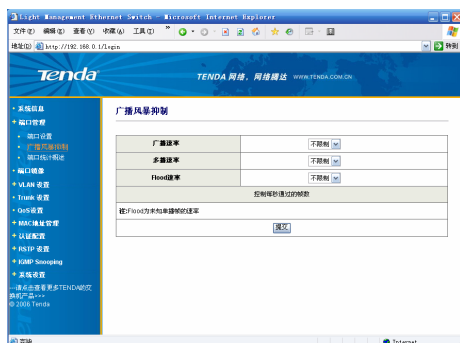 Light Management Ethernet Switch - Microsoft Internet Explorer
文件(F) 编辑(E) 查看(V) 收藏(A) 工具(T) »
地址(D) http://192.168.0.1/login 转到
Tenda TENDA 网络，网络腾达 WWW.TENDA.COM.CN
系统信息
+ 端口管理
端口设置
广播风暴抑制
端口统计概述
端口镜像
+ VLAN 设置
Trunk 设置
QoS设置
+ MAC地址管理
+ 认证配置
+ RSTP 设置
+ IGMP Snooping
+ 系统设置
---请点击查看更多TENDA的交换机产品>>>
© 2006 Tenda
广播风暴抑制
广播速率 不限制
多播速率 不限制
Flood速率 不限制
控制每秒通过的帧数
注:Flood为未知单播帧的速率
提交
完毕 Internet